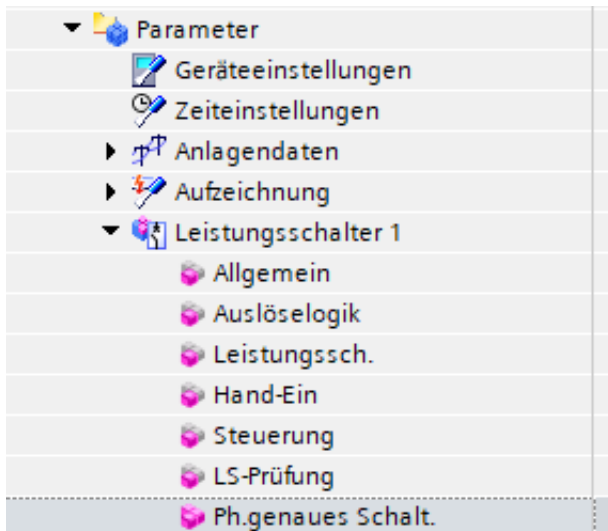 Parameter
Geräteeinstellungen
Zeiteinstellungen
Anlagendaten
Aufzeichnung
Leistungsschalter 1
Allgemein
Auslöselogik
Leistungssch.
Hand-Ein
Steuerung
LS-Prüfung
Ph.genaues Schalt.